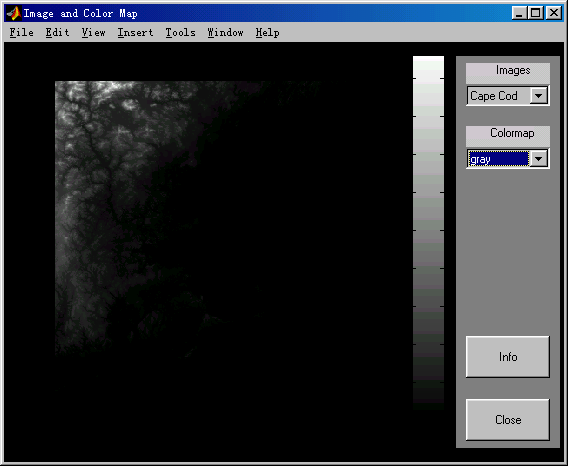 Image and Color Map
File Edit View Insert Tools Window Help
Images
Cape Cod
Colormap
gray
Info
Close